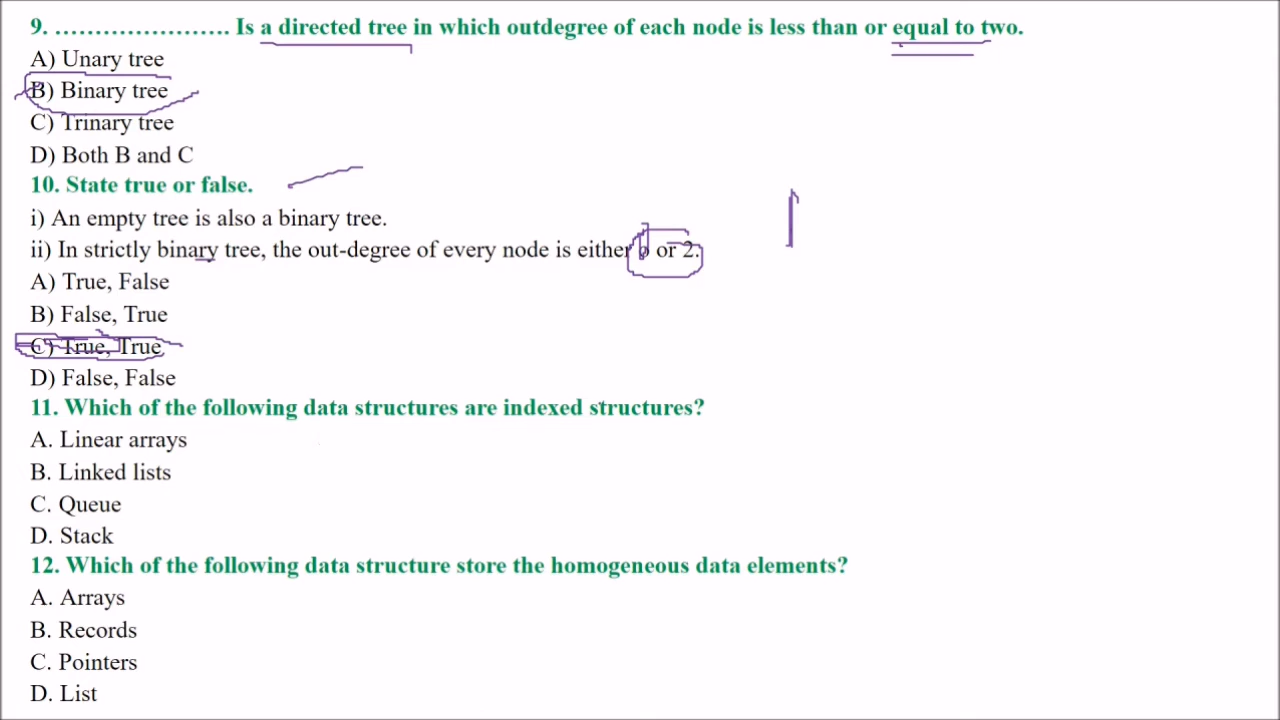 9. ...................... Is a directed tree in which outdegree of each node is less than or equal to two.
A) Unary tree
B) Binary tree
C) Trinary tree
D) Both B and C
10. State true or false.
i) An empty tree is also a binary tree.
ii) In strictly binary tree, the out-degree of every node is either or 2.
A) True, False
B) False, True
C) True, True
D) False, False
11. Which of the following data structures are indexed structures?
A. Linear arrays
B. Linked lists
C. Queue
D. Stack
12. Which of the following data structure store the homogeneous data elements?
A. Arrays
B. Records
C. Pointers
D. List